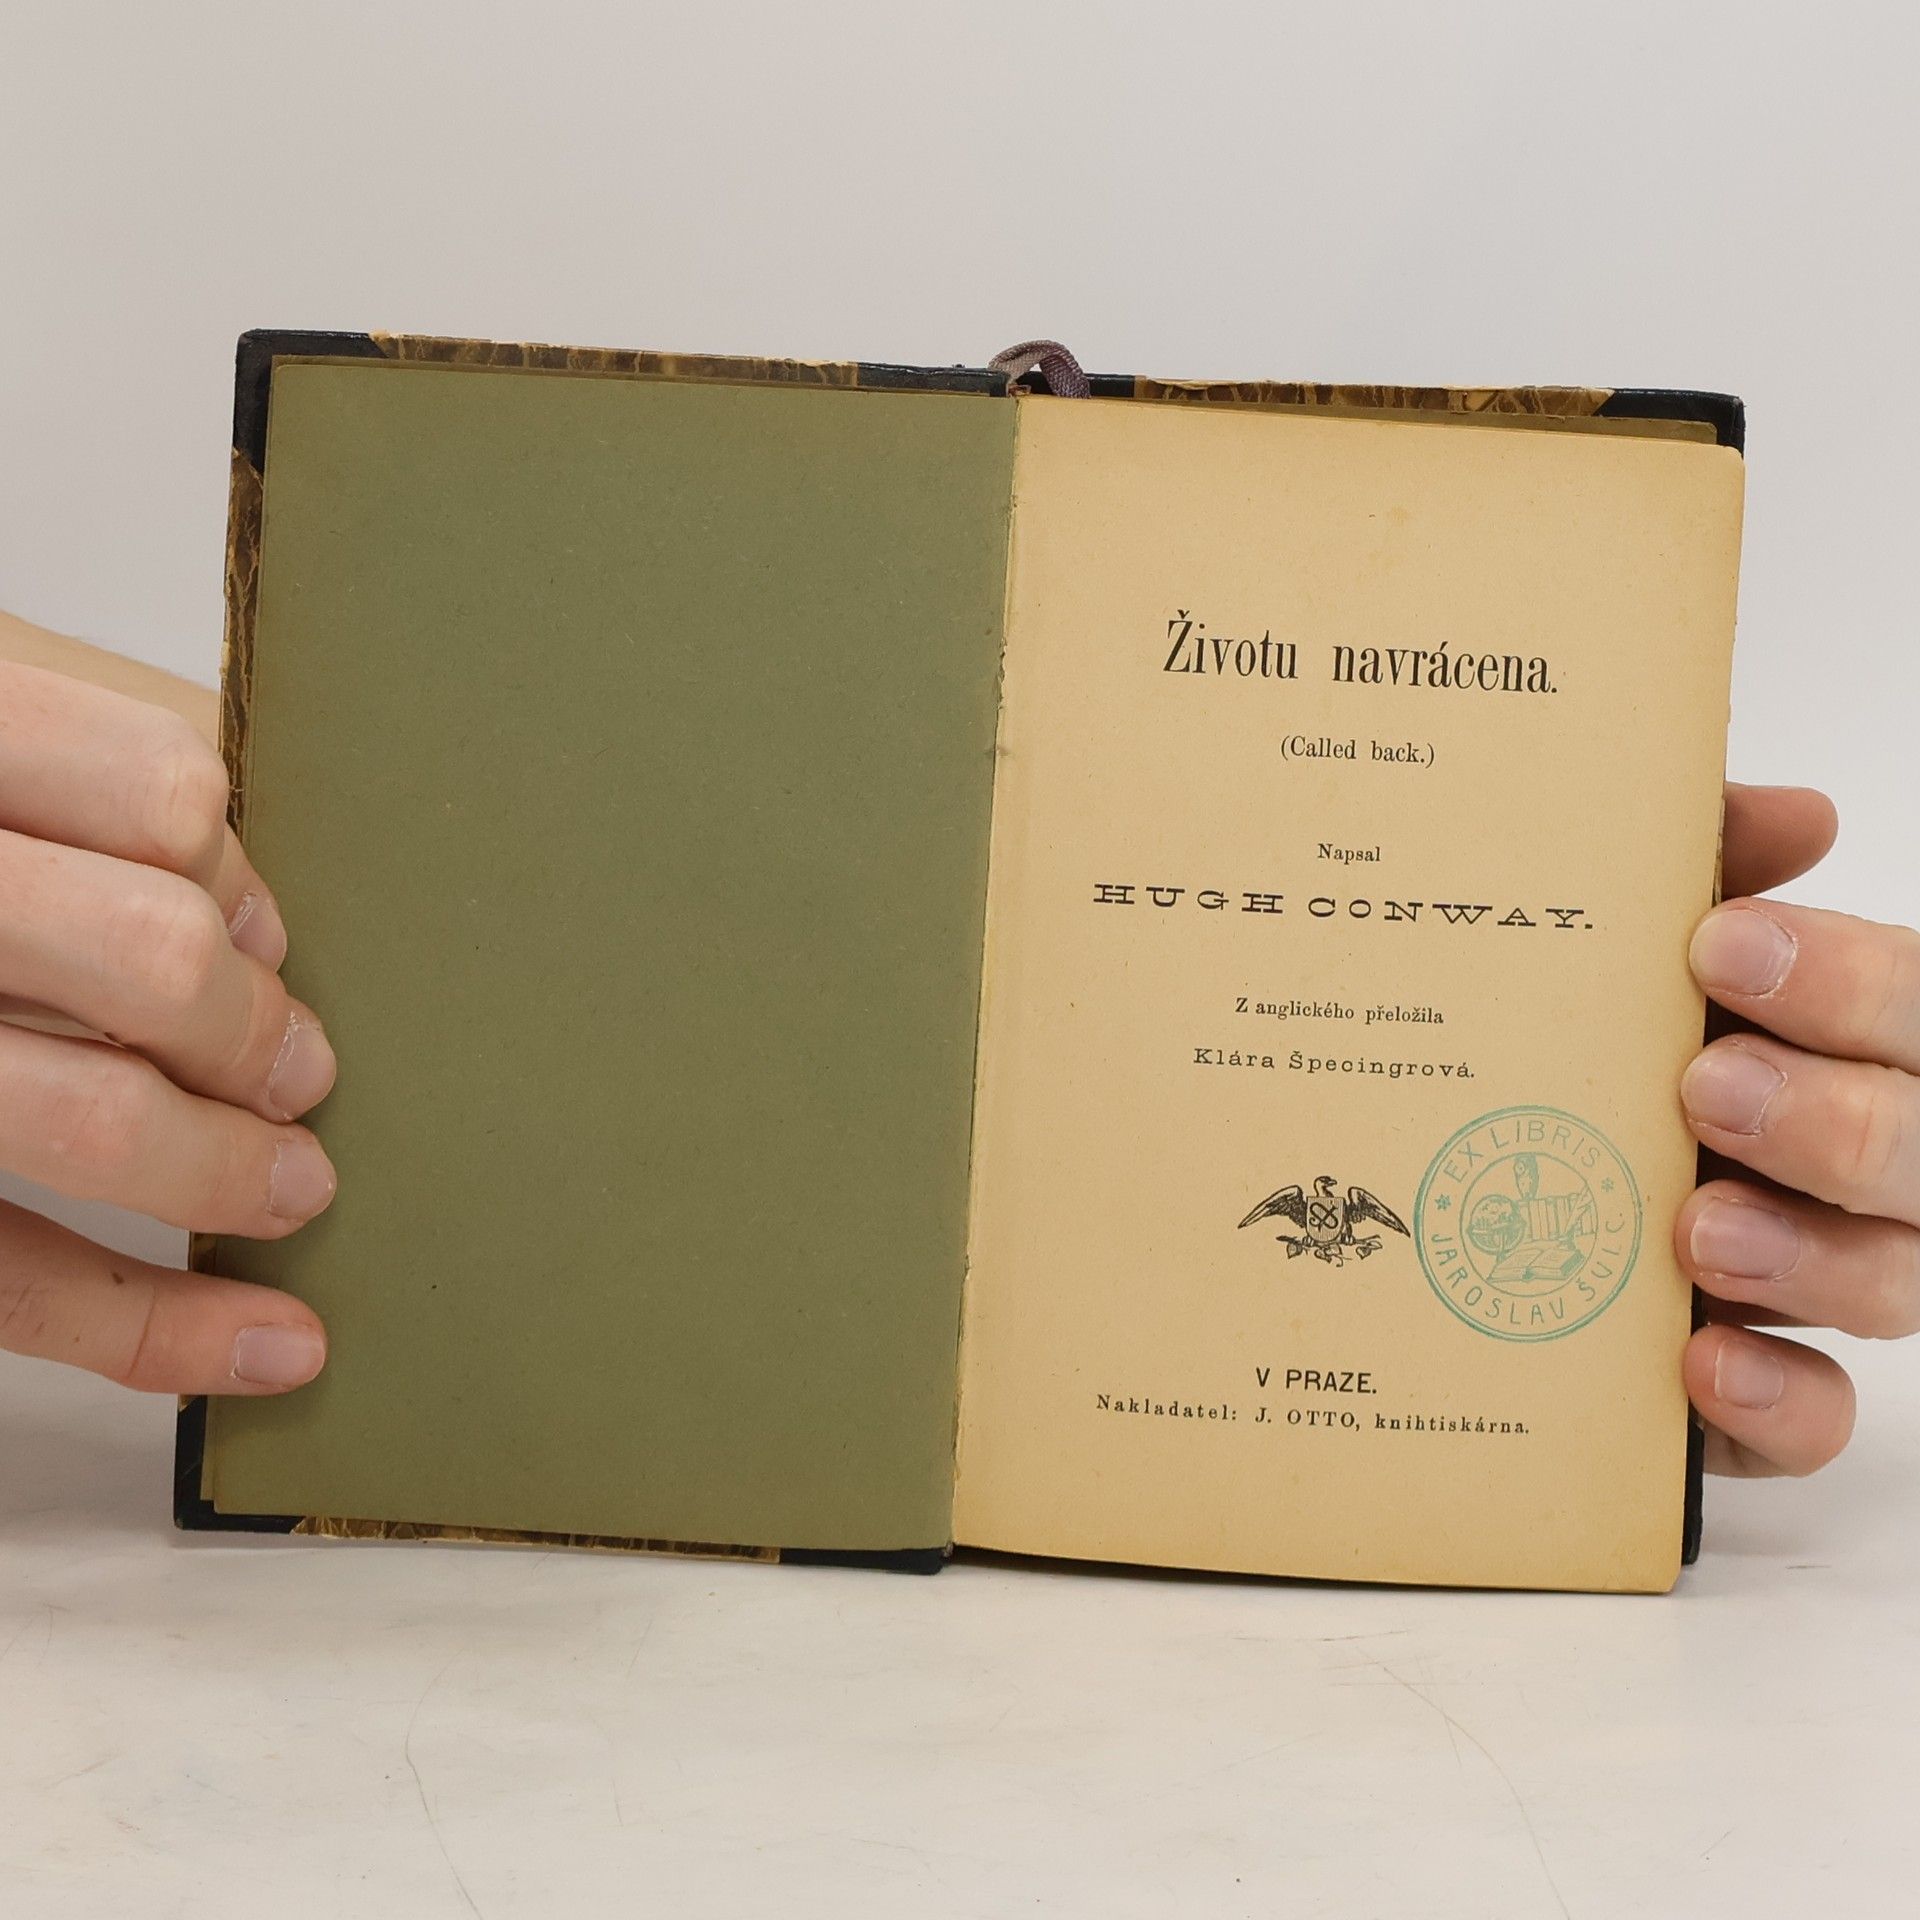 Životu navrácena.
(Called back.)
Napsal
HUGH CONWAY.
Z anglického přeložila
Klára Špecingrová.
EX LIBRIS
* JAROSLAV ŠULC *
V PRAZE.
Nakladatel: J. OTTO, knihtiskárna.